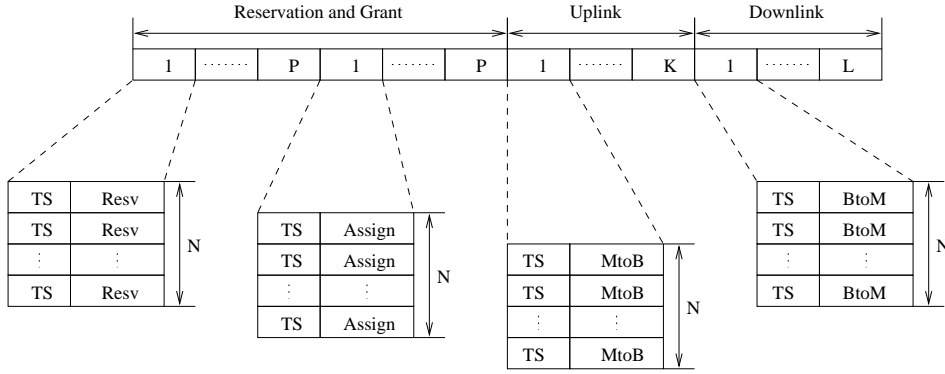 Reservation and Grant Uplink Downlink
1 ······· P 1 ······· P 1 ······· K 1 ······· L
TS Resv
TS Resv
⋮ ⋮
TS Resv
N
TS Assign
TS Assign
⋮ ⋮
TS Assign
N
TS MtoB
TS MtoB
⋮ ⋮
TS MtoB
N
TS BtoM
TS BtoM
⋮ ⋮
TS BtoM
N